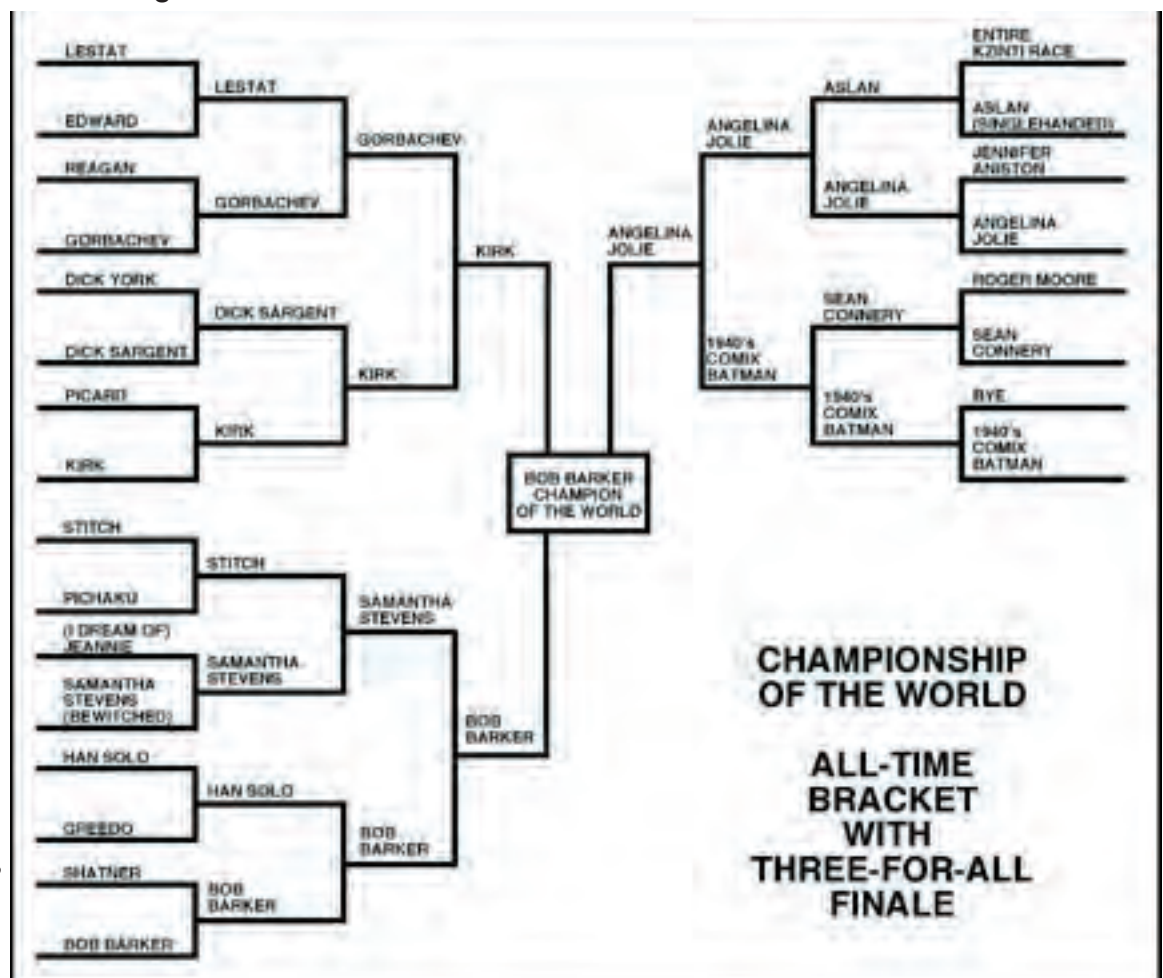 LESTAT
EDWARD
REAGAN
GORBACHEV
DICK YORK
DICK SARGENT
PICARD
KIRK
LESTAT
GORBACHEV
DICK SARGENT
KIRK
GORBACHEV
KIRK
KIRK
STITCH
PICHAKU
(I DREAM OF)
JEANNIE
SAMANTHA
STEVENS
(BEWITCHED)
HAN SOLO
GREEDO
SHATNER
BOB BARKER
STITCH
SAMANTHA
STEVENS
HAN SOLO
BOB
BARKER
SAMANTHA
STEVENS
BOB
BARKER
BOB
BARKER
BOB BARKER
CHAMPION
OF THE WORLD
ANGELINA
JOLIE
ANGELINA
JOLIE
1940's
COMIX
BATMAN
ASLAN
ANGELINA
JOLIE
SEAN
CONNERY
1940's
COMIX
BATMAN
ENTIRE
KZINTI RACE
ASLAN
(SINGLEHANDED)
JENNIFER
ANISTON
ANGELINA
JOLIE
ROGER MOORE
SEAN
CONNERY
BYE
1940's
COMIX
BATMAN
CHAMPIONSHIP
OF THE WORLD
ALL-TIME
BRACKET
WITH
THREE-FOR-ALL
FINALE